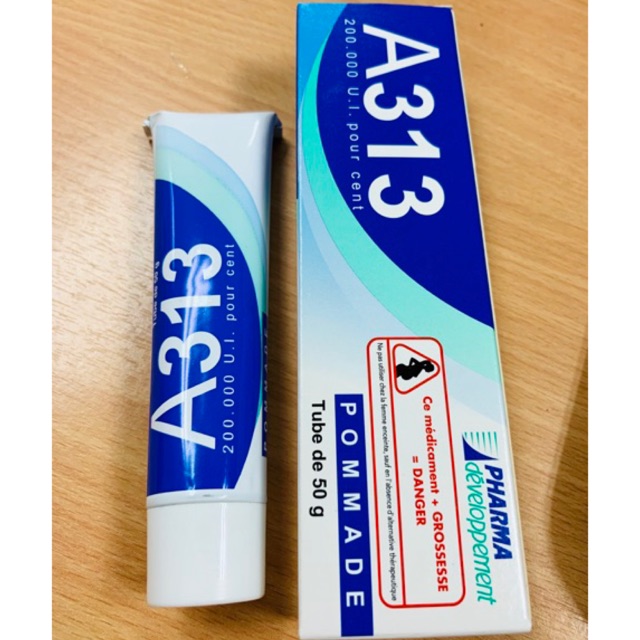 A313
200.000 U.I. pour cent
A313
200.000 U.I. pour cent
POMMADE
Tube de 50 g
Ce médicament + GROSSESSE
= DANGER
Ne pas utiliser chez la femme enceinte, sauf en l'absence d'alternative thérapeutique
PHARMA
développement